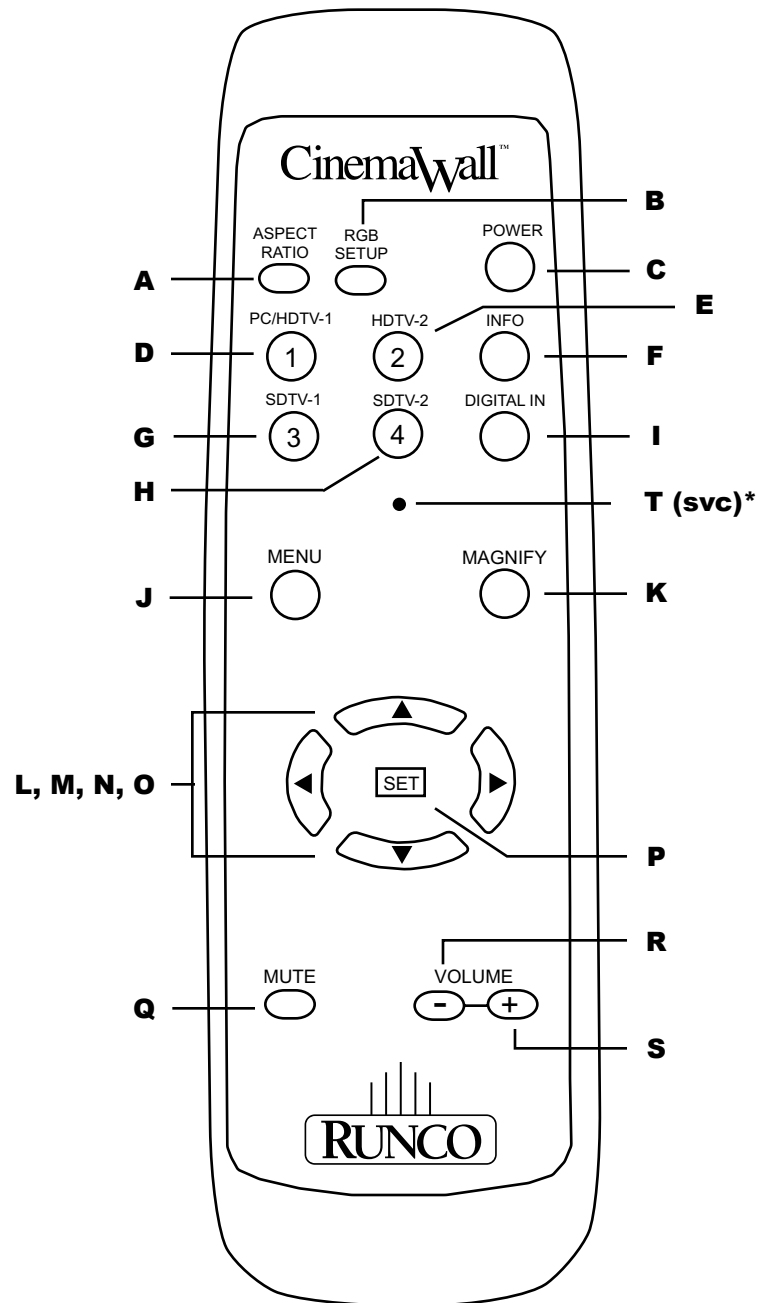 CinemaWall™
B
ASPECT RATIO
RGB SETUP
POWER
A
C
E
PC/HDTV-1
HDTV-2
INFO
D
1
2
F
SDTV-1
SDTV-2
DIGITAL IN
G
3
4
I
H
T (svc)*
MENU
MAGNIFY
J
K
L, M, N, O
SET
P
R
MUTE
VOLUME
Q
- +
S
RUNCO